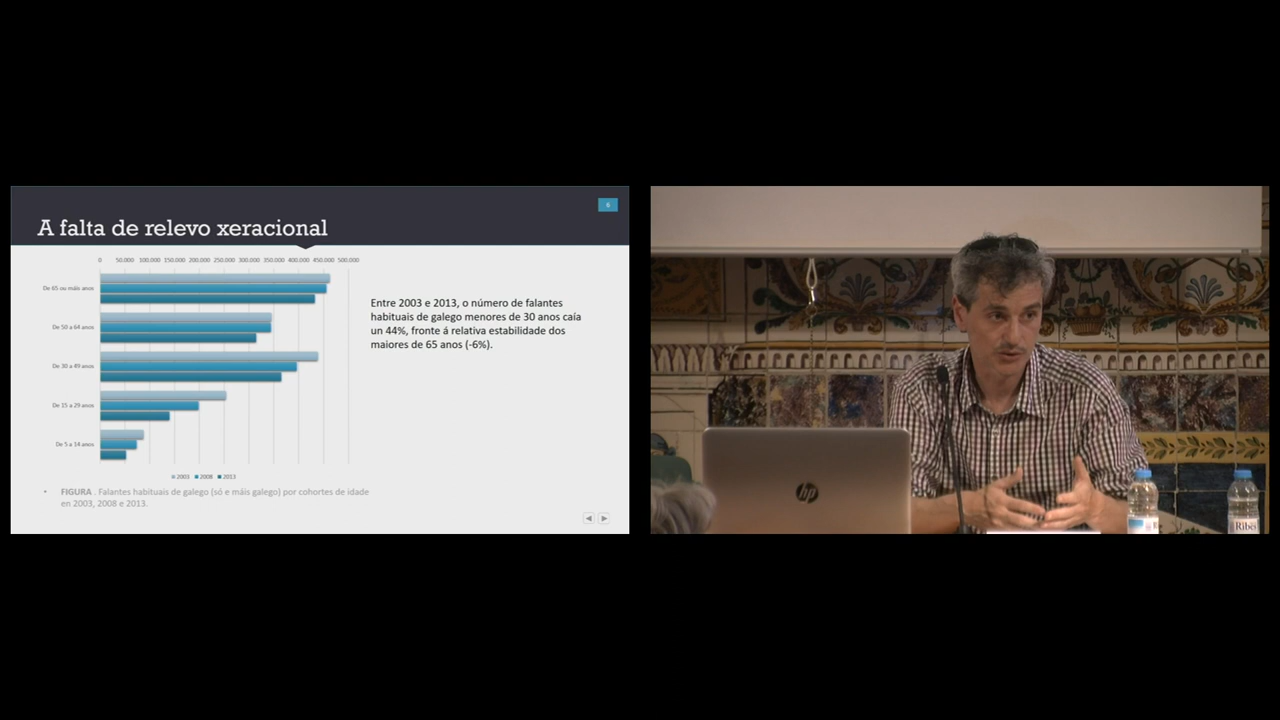 6
A falta de relevo xeracional
0 50.000 100.000 150.000 200.000 250.000 300.000 350.000 400.000 450.000 500.000
De 65 ou máis anos
De 50 a 64 anos
De 30 a 49 anos
De 15 a 29 anos
De 5 a 14 anos
2003 2008 2013
Entre 2003 e 2013, o número de falantes
habituais de galego menores de 30 anos caía
un 44%, fronte á relativa estabilidade dos
maiores de 65 anos (-6%).
• FIGURA . Falantes habituais de galego (só e máis galego) por cohortes de idade
en 2003, 2008 e 2013.
hp
Ribes